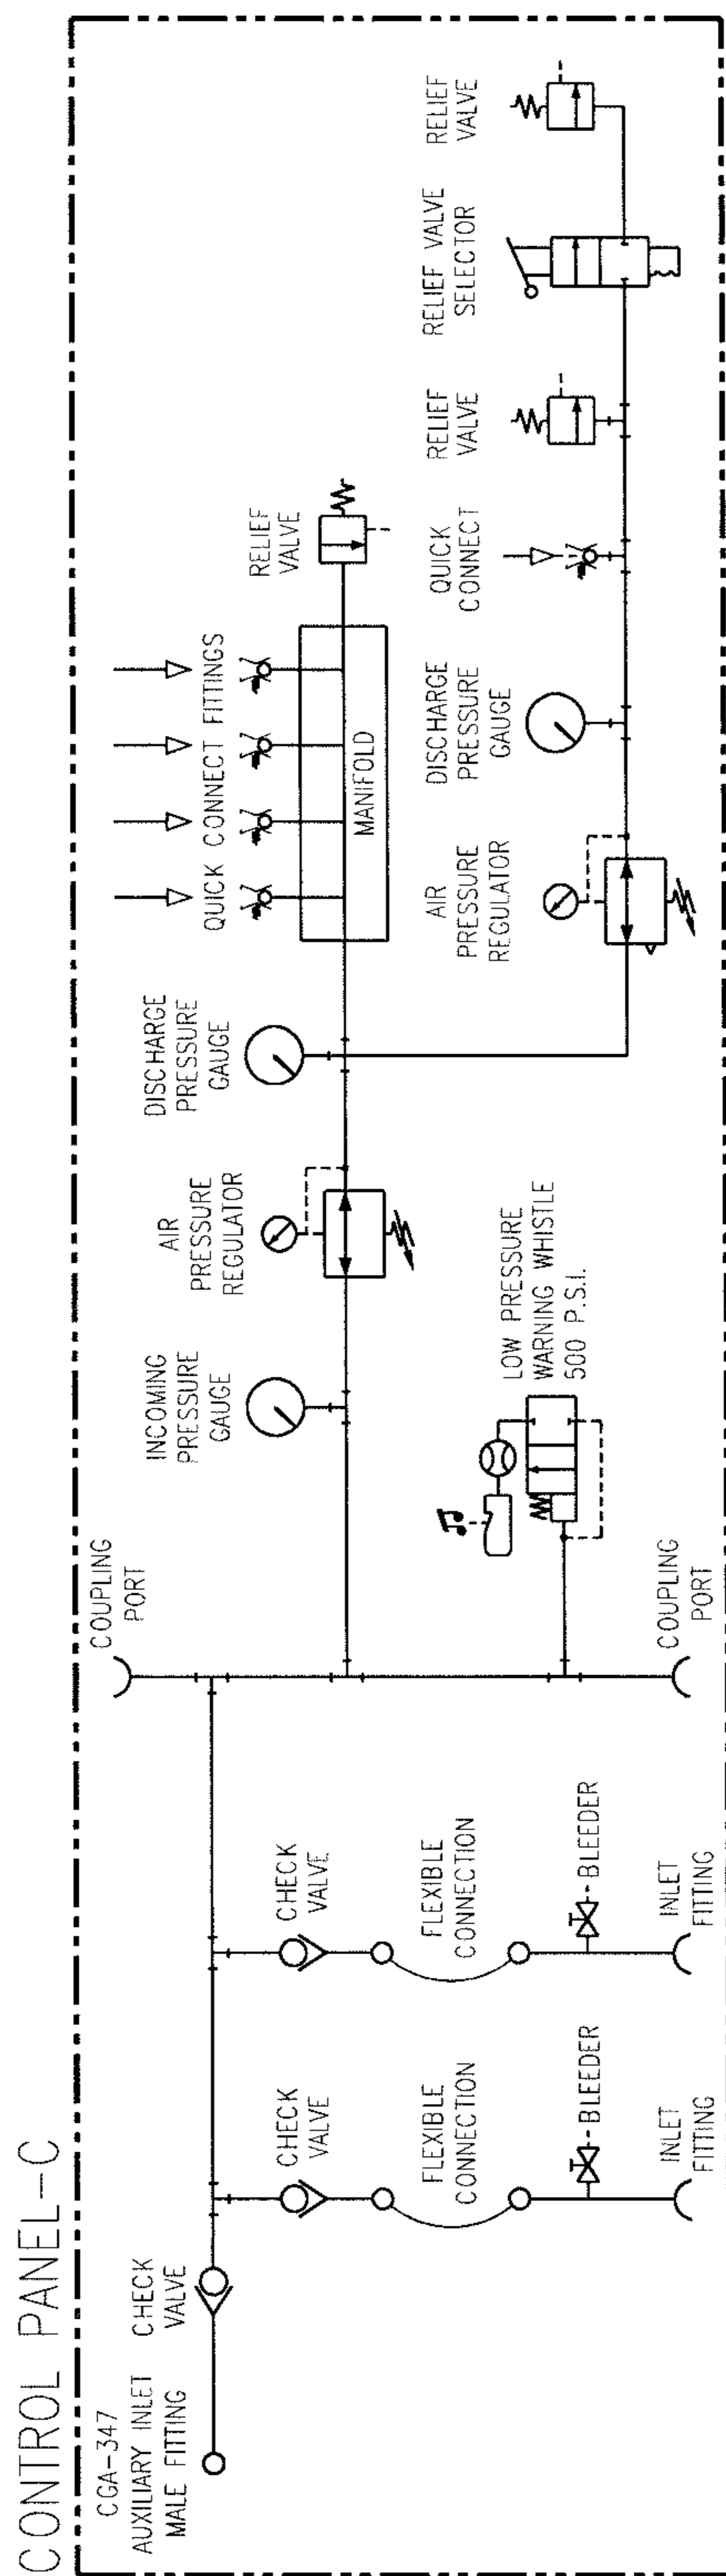 CONTROL PANEL-C
CGA-347
AUXILIARY INLET
MALE FITTING
CHECK
VALVE
CHECK
VALVE
FLEXIBLE
CONNECTION
BLEEDER
INLET
FITTING
CHECK
VALVE
FLEXIBLE
CONNECTION
BLEEDER
INLET
FITTING
COUPLING
PORT
COUPLING
PORT
INCOMING
PRESSURE
GAUGE
LOW PRESSURE
WARNING WHISTLE
500 P.S.I.
AIR
PRESSURE
REGULATOR
DISCHARGE
PRESSURE
GAUGE
QUICK CONNECT FITTINGS
MANIFOLD
RELIEF
VALVE
AIR
PRESSURE
REGULATOR
DISCHARGE
PRESSURE
GAUGE
QUICK
CONNECT
RELIEF
VALVE
RELIEF VALVE
SELECTOR
RELIEF
VALVE